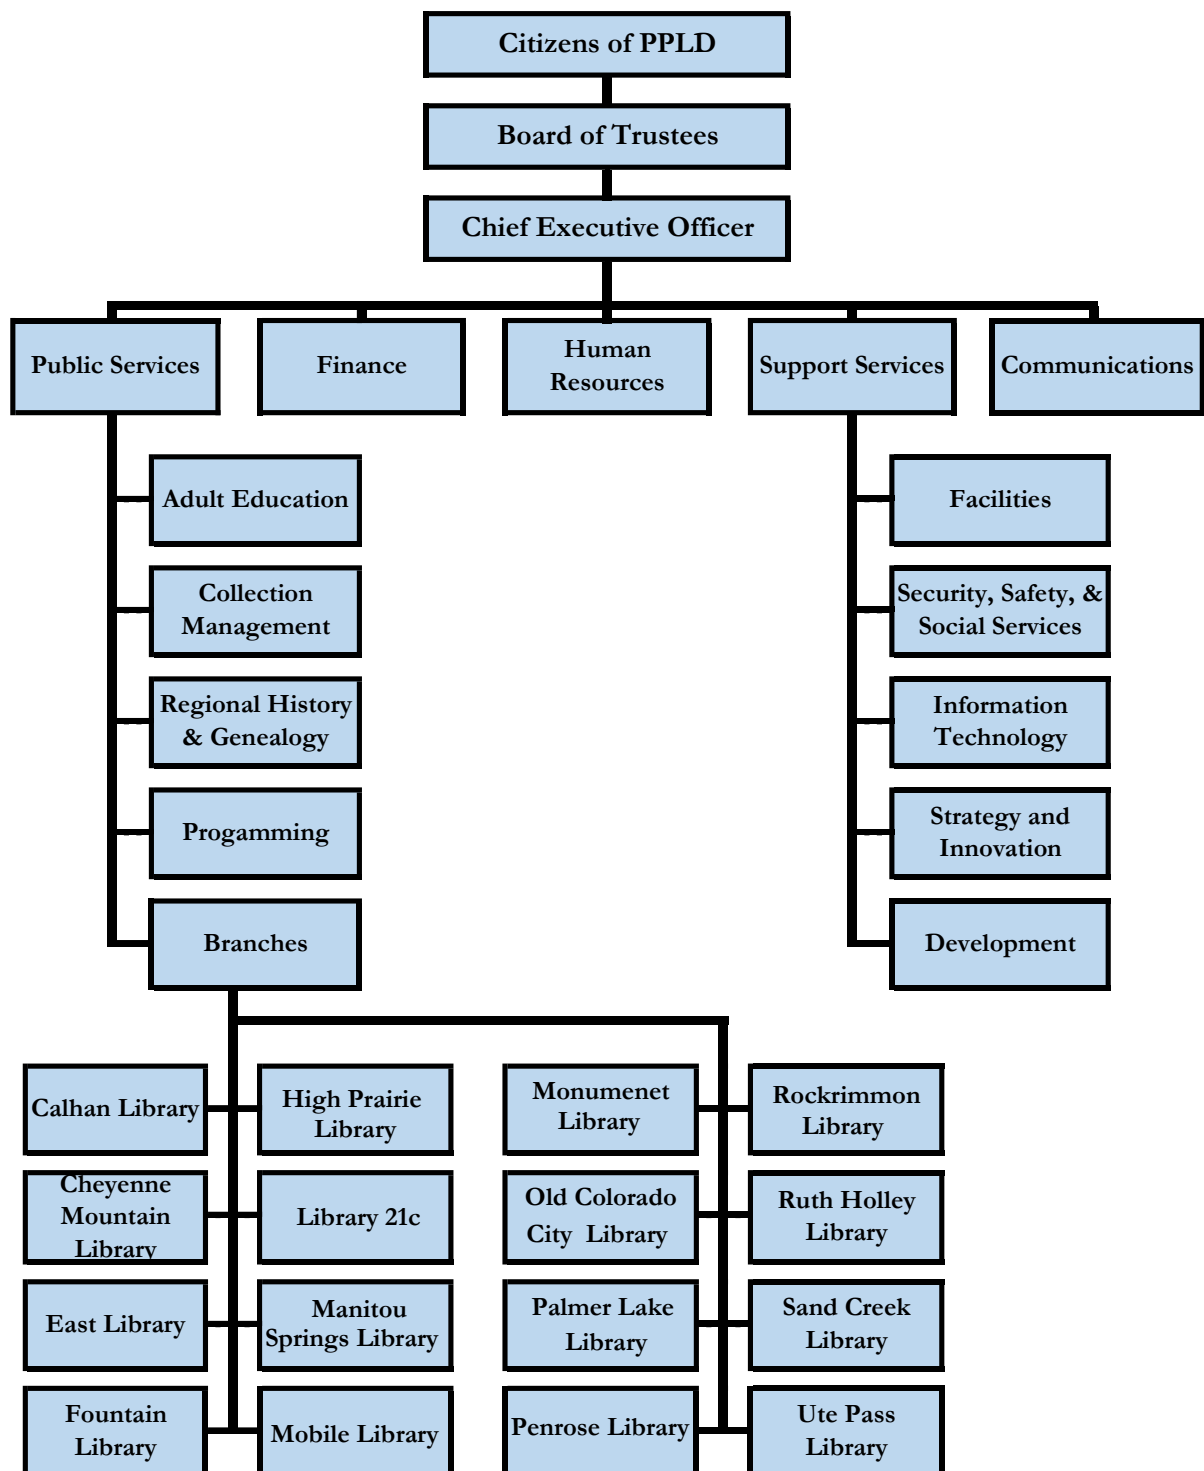 Citizens of PPLD
Board of Trustees
Chief Executive Officer
Public Services
Finance
Human
Resources
Support Services
Communications
Adult Education
Collection
Management
Regional History
& Genealogy
Progamming
Branches
Facilities
Security, Safety, &
Social Services
Information
Technology
Strategy and
Innovation
Development
Calhan Library
High Prairie
Library
Monumenet
Library
Rockrimmon
Library
Cheyenne
Mountain
Library
Library 21c
Old Colorado
City Library
Ruth Holley
Library
East Library
Manitou
Springs Library
Palmer Lake
Library
Sand Creek
Library
Fountain
Library
Mobile Library
Penrose Library
Ute Pass
Library